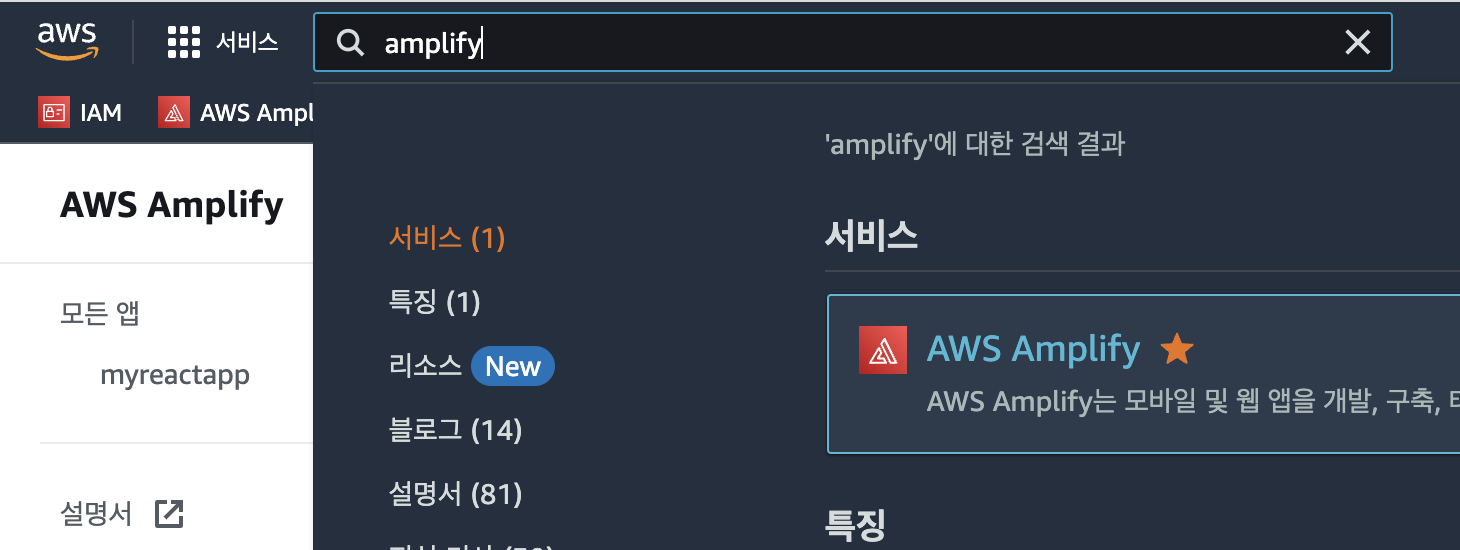 aws
서비스
amplify
IAM
AWS Ampl
'amplify'에 대한 검색 결과
AWS Amplify
서비스 (1)
서비스
모든 앱
특징 (1)
myreactapp
리소스 New
AWS Amplify
AWS Amplify는 모바일 및 웹 앱을 개발, 구축,
블로그 (14)
설명서 (81)
설명서
특징